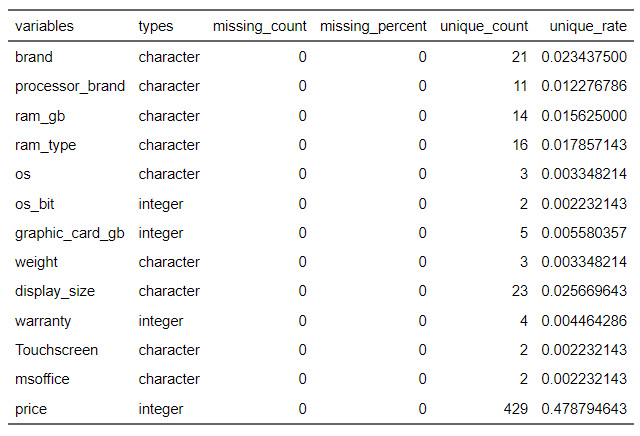 variables types missing_count missing_percent unique_count unique_rate
brand character 0 0 21 0.023437500
processor_brand character 0 0 11 0.012276786
ram_gb character 0 0 14 0.015625000
ram_type character 0 0 16 0.017857143
os character 0 0 3 0.003348214
os_bit integer 0 0 2 0.002232143
graphic_card_gb integer 0 0 5 0.005580357
weight character 0 0 3 0.003348214
display_size character 0 0 23 0.025669643
warranty integer 0 0 4 0.004464286
Touchscreen character 0 0 2 0.002232143
msoffice character 0 0 2 0.002232143
price integer 0 0 429 0.478794643